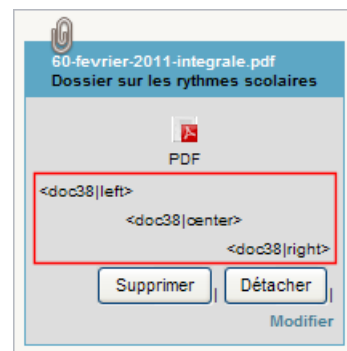 60-fevrier-2011-integrale.pdf
Dossier sur les rythmes scolaires
PDF
<doc38|left>
<doc38|center>
<doc38|right>
Supprimer | Détacher |
Modifier